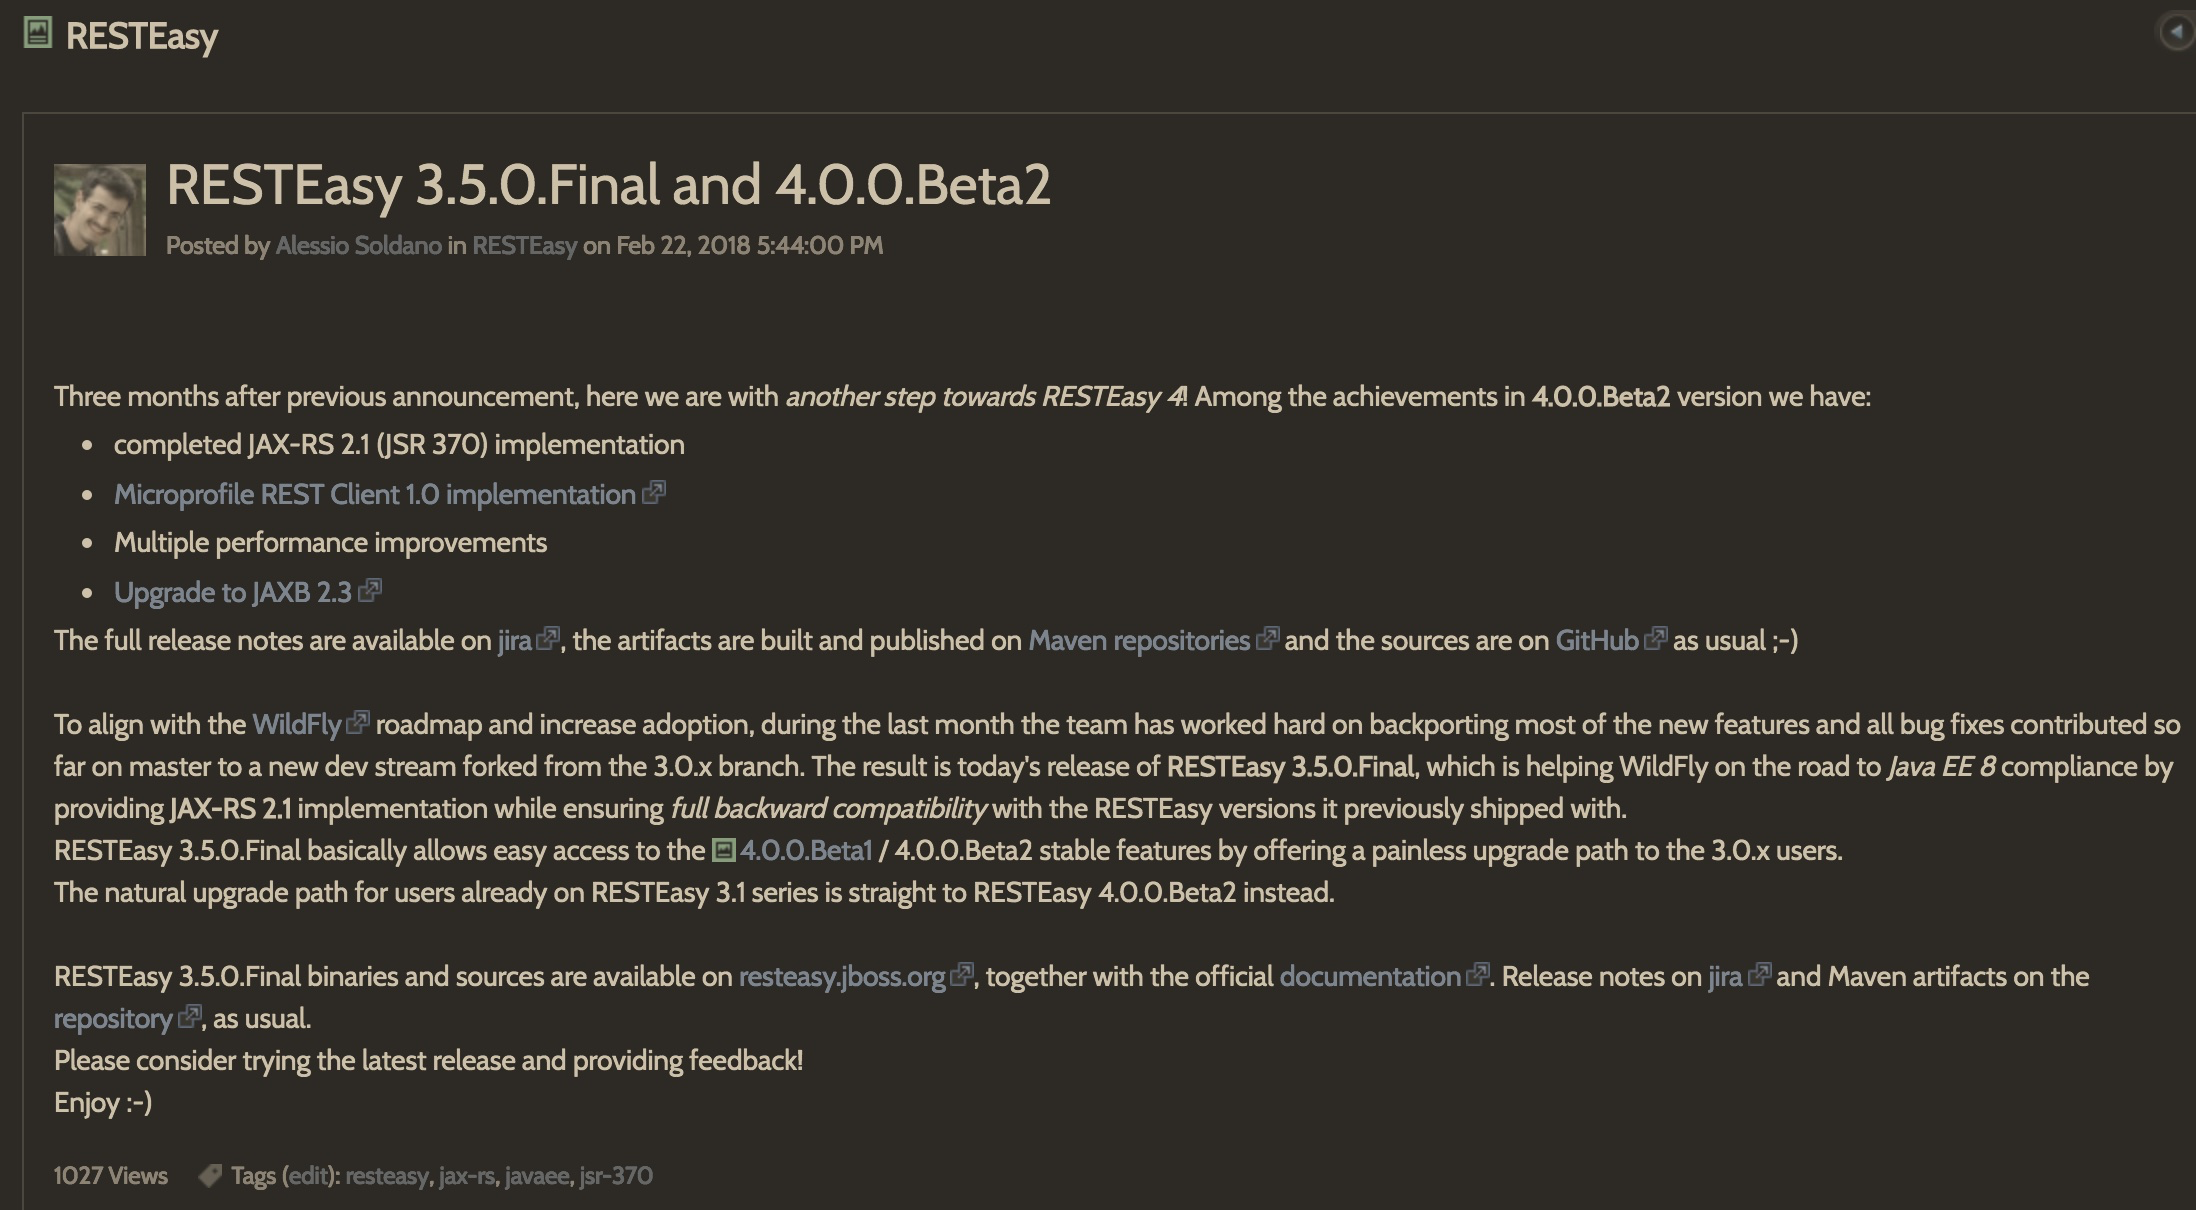 RESTEasy
RESTEasy 3.5.0.Final and 4.0.0.Beta2
Posted by Alessio Soldano in RESTEasy on Feb 22, 2018 5:44:00 PM
Three months after previous announcement, here we are with another step towards RESTEasy 4! Among the achievements in 4.0.0.Beta2 version we have:
• completed JAX-RS 2.1 (JSR 370) implementation
• Microprofile REST Client 1.0 implementation
• Multiple performance improvements
• Upgrade to JAXB 2.3
The full release notes are available on jira, the artifacts are built and published on Maven repositories and the sources are on GitHub as usual ;-)
To align with the WildFly roadmap and increase adoption, during the last month the team has worked hard on backporting most of the new features and all bug fixes contributed so
far on master to a new dev stream forked from the 3.0.x branch. The result is today's release of RESTEasy 3.5.0.Final, which is helping WildFly on the road to Java EE 8 compliance by
providing JAX-RS 2.1 implementation while ensuring full backward compatibility with the RESTEasy versions it previously shipped with.
RESTEasy 3.5.0.Final basically allows easy access to the 4.0.0.Beta1 / 4.0.0.Beta2 stable features by offering a painless upgrade path to the 3.0.x users.
The natural upgrade path for users already on RESTEasy 3.1 series is straight to RESTEasy 4.0.0.Beta2 instead.
RESTEasy 3.5.0.Final binaries and sources are available on resteasy.jboss.org, together with the official documentation. Release notes on jira and Maven artifacts on the
repository, as usual.
Please consider trying the latest release and providing feedback!
Enjoy :-)
1027 Views Tags (edit): resteasy, jax-rs, javaee, jsr-370